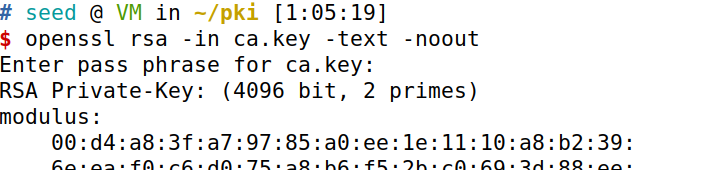 # seed @ VM in ~/pki [1:05:19]
$ openssl rsa -in ca.key -text -noout
Enter pass phrase for ca.key:
RSA Private-Key: (4096 bit, 2 primes)
modulus:
    00:d4:a8:3f:a7:97:85:a0:ee:1e:11:10:a8:b2:39:
    6e:ea:f0:c6:d0:75:a8:b6:f5:2b:c0:69:3d:88:ee: